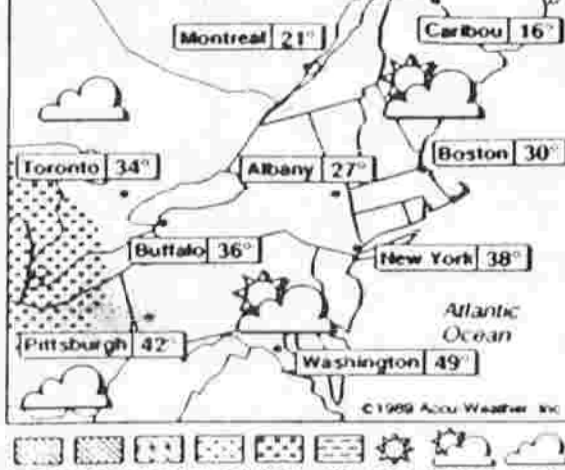 Montreal 21°
Caribou 16°
Toronto 34°
Albany 27°
Boston 30°
Buffalo 36°
New York 38°
Atlantic
Ocean
Pittsburgh 42°
Washington 49°
©1989 Accu-Weather Inc